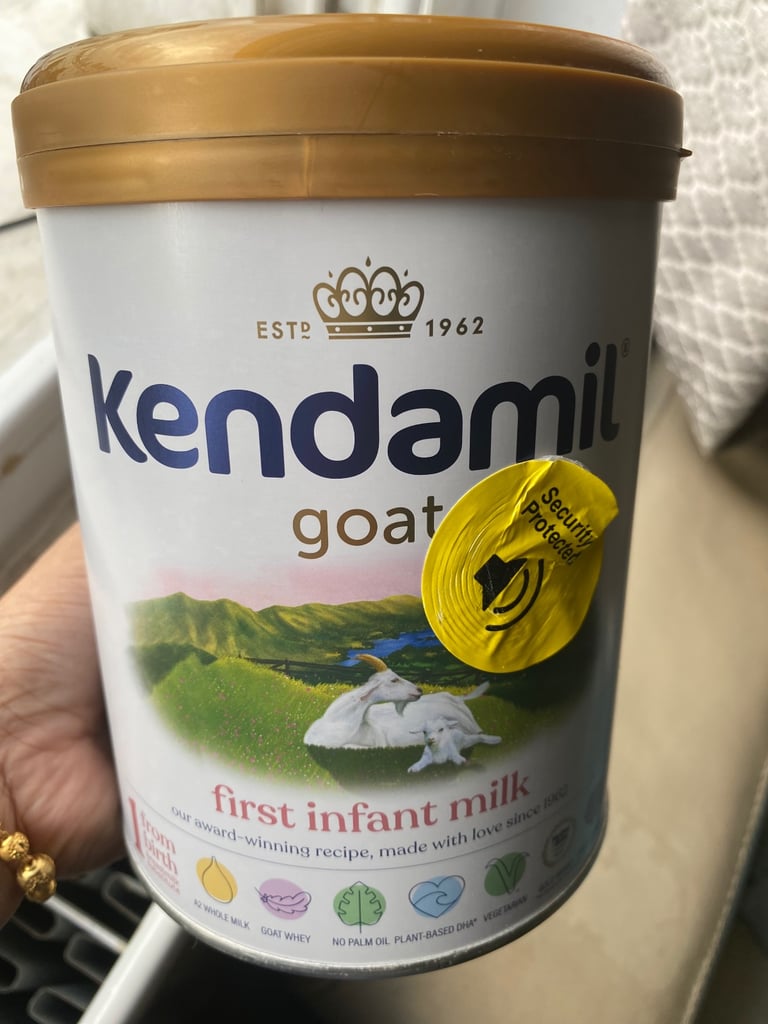 ESTD 1962
Kendamil®
goat
Security
Protected
first infant milk
our award-winning recipe, made with love since 1962
1 from
birth
A2 WHOLE MILK
GOAT WHEY
NO PALM OIL
PLANT-BASED DHA*
VEGETARIAN